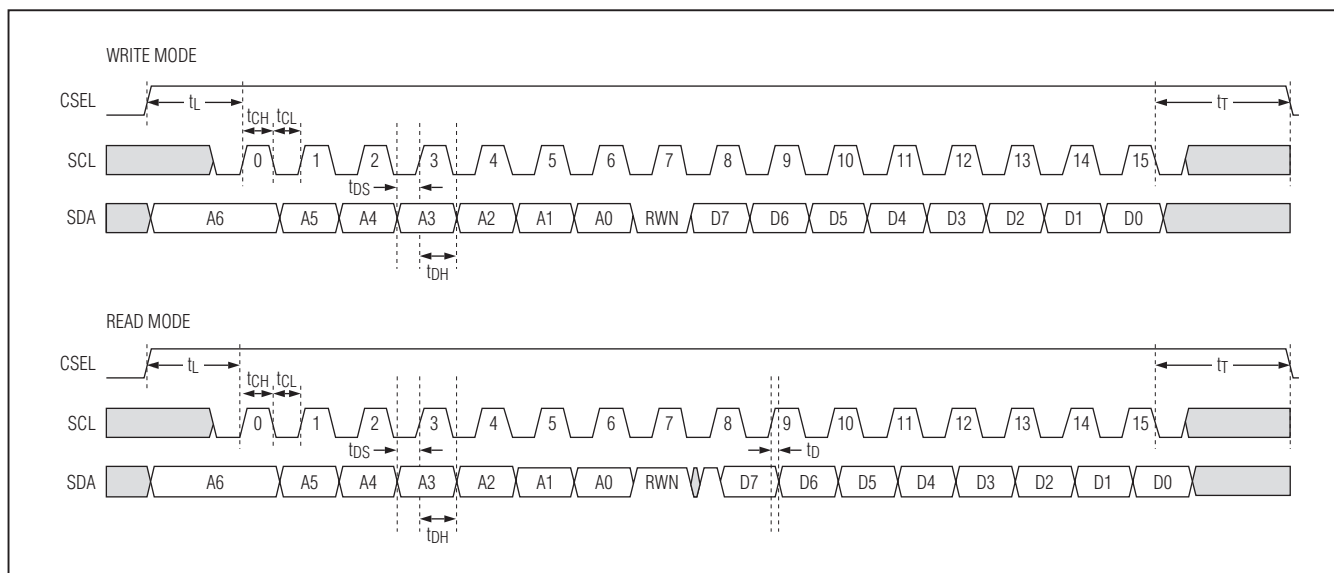 WRITE MODE
CSEL tL tT
tCH tCL
SCL 0 1 2 3 4 5 6 7 8 9 10 11 12 13 14 15
tDS
SDA A6 A5 A4 A3 A2 A1 A0 RWN D7 D6 D5 D4 D3 D2 D1 D0
tDH
READ MODE
CSEL tL tT
tCH tCL
SCL 0 1 2 3 4 5 6 7 8 9 10 11 12 13 14 15
tDS tD
SDA A6 A5 A4 A3 A2 A1 A0 RWN D7 D6 D5 D4 D3 D2 D1 D0
tDH